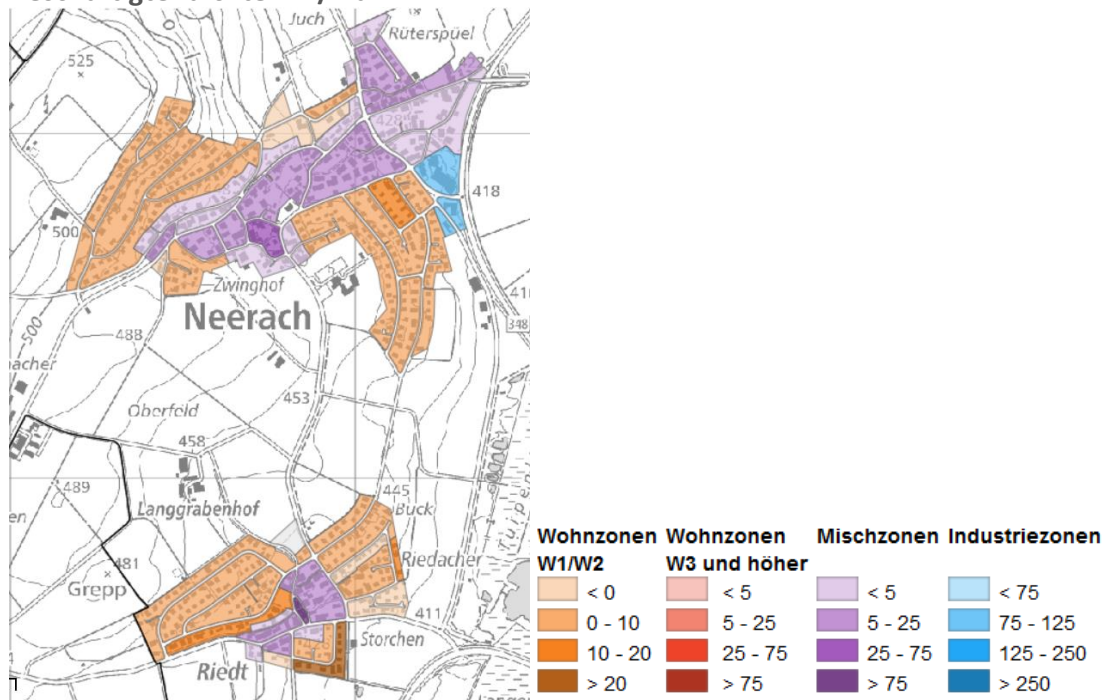 Juch
Rüterspüel
525
428
418
500
Zwinghof
Neerach
41
348
500
488
acher
453
Oberfeld
458
489
445
Langgrabenhof
Buck
en
481
Riedacher
Grepp
411
Storchen
Riedt
Wohnzonen W1/W2
< 0
0 - 10
10 - 20
> 20
Wohnzonen W3 und höher
< 5
5 - 25
25 - 75
> 75
Mischzonen
< 5
5 - 25
25 - 75
> 75
Industriezonen
< 75
75 - 125
125 - 250
> 250